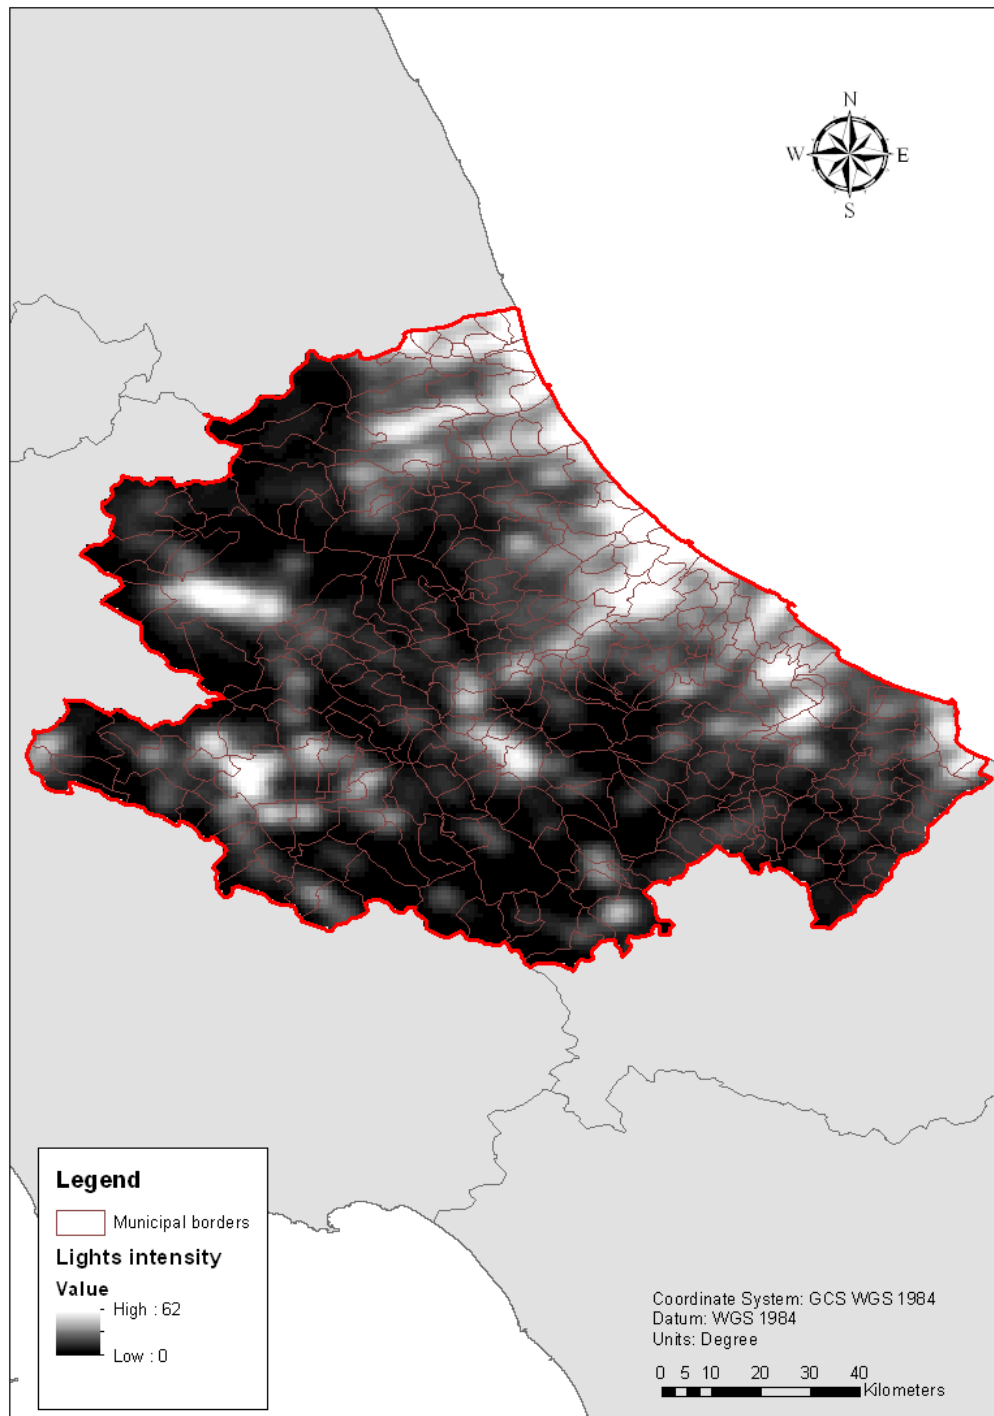 N
W E
S
Legend
Municipal borders
Lights intensity
Value
High : 62
Low : 0
Coordinate System: GCS WGS 1984
Datum: WGS 1984
Units: Degree
0 5 10 20 30 40
Kilometers